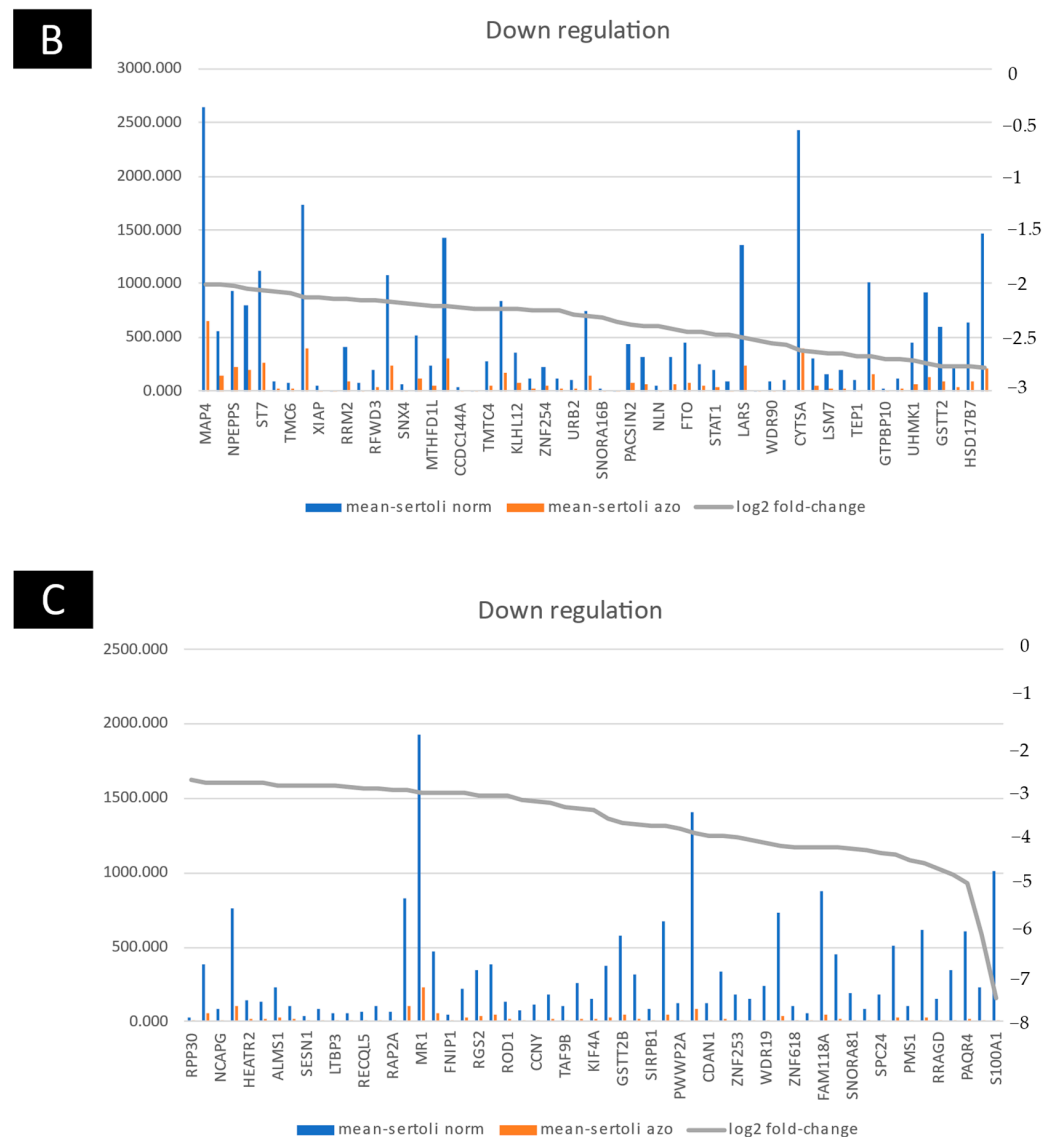 B
Down regulation
3000.000
2500.000
2000.000
1500.000
1000.000
500.000
0.000
0
−0.5
−1
−1.5
−2
−2.5
−3
MAP4
NPEPPS
ST7
TMC6
XIAP
RRM2
RFWD3
SNX4
MTHFD1L
CCDC144A
TMTC4
KLHL12
ZNF254
URB2
SNORA16B
PACSIN2
NLN
FTO
STAT1
LARS
WDR90
CYTSA
LSM7
TEP1
GTPBP10
UHMK1
GSTT2
HSD17B7
mean-sertoli norm mean-sertoli azo log2 fold-change
C
Down regulation
2500.000
2000.000
1500.000
1000.000
500.000
0.000
0
−1
−2
−3
−4
−5
−6
−7
−8
RPP30
NCAPG
HEATR2
ALMS1
SESN1
LTBP3
RECQL5
RAP2A
MR1
FNIP1
RGS2
ROD1
CCNY
TAF9B
KIF4A
GSTT2B
SIRPB1
PWWP2A
CDAN1
ZNF253
WDR19
ZNF618
FAM118A
SNORA81
SPC24
PMS1
RRAGD
PAQR4
S100A1
mean-sertoli norm mean-sertoli azo log2 fold-change